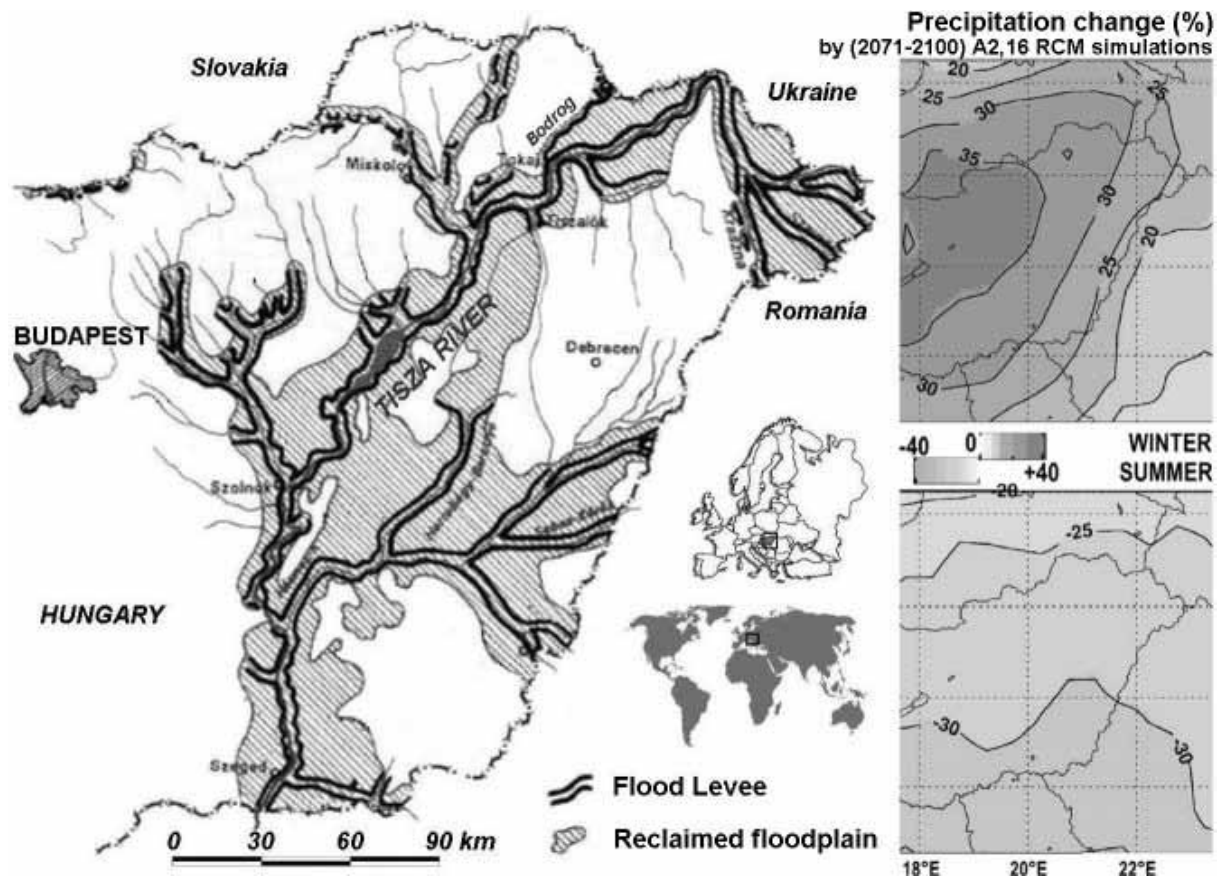 Precipitation change (%)
by (2071-2100) A2,16 RCM simulations
Slovakia
Ukraine
Bodrog
Miskolc
Tokaj
Tiszalök
Kraszna
Romania
BUDAPEST
TISZA RIVER
Debrecen
Szolnok
HUNGARY
Szeged
Flood Levee
Reclaimed floodplain
0 30 60 90 km
20
25
30
35
25
30
20
25
30
-40 0
+40
WINTER
SUMMER
-20
-25
-30
-30
18°E 20°E 22°E